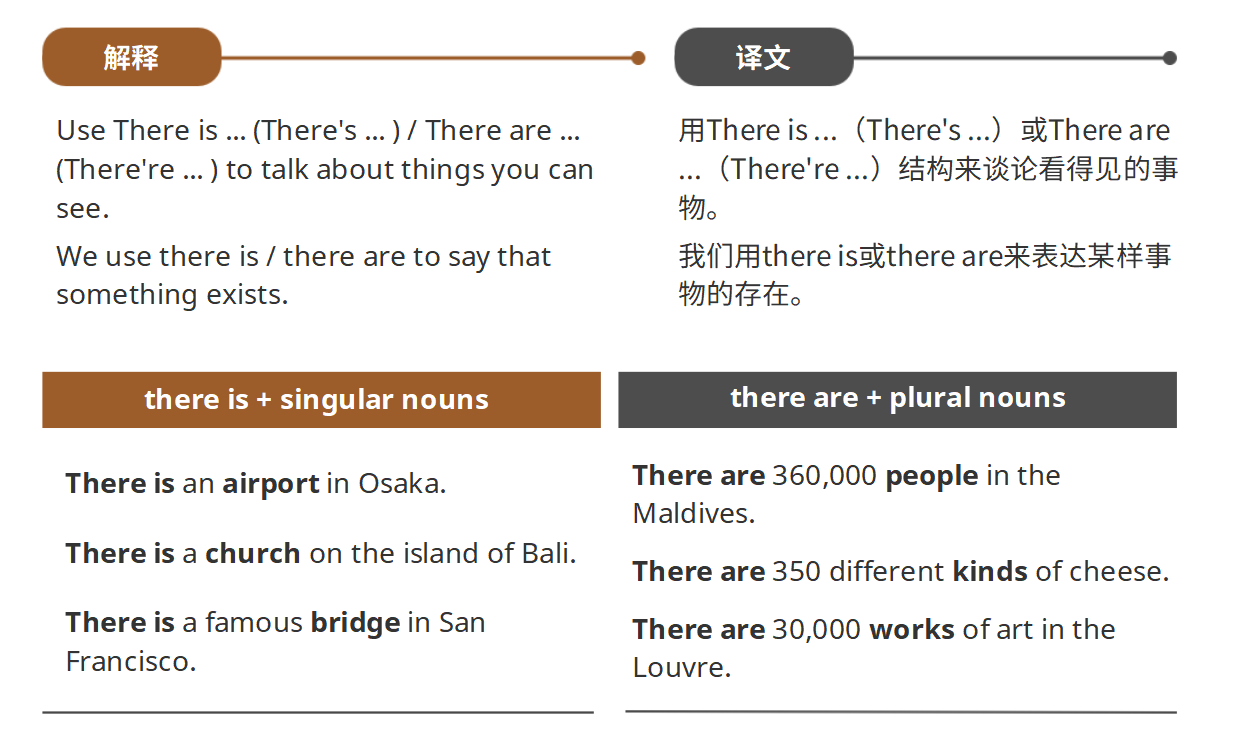 解释
Use There is ... (There's ... ) / There are ...
(There're ... ) to talk about things you can
see.
We use there is / there are to say that
something exists.
译文
用There is ...（There's ...）或There are
...（There're ...）结构来谈论看得见的事
物。
我们用there is或there are来表达某样事
物的存在。
there is + singular nouns
There is an airport in Osaka.
There is a church on the island of Bali.
There is a famous bridge in San
Francisco.
there are + plural nouns
There are 360,000 people in the
Maldives.
There are 350 different kinds of cheese.
There are 30,000 works of art in the
Louvre.